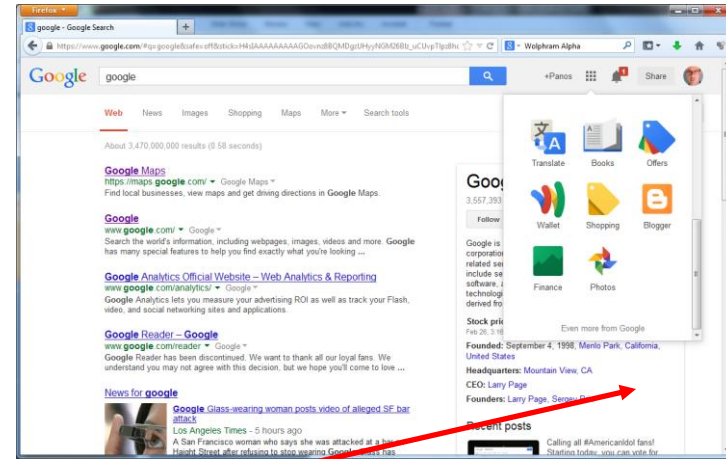 Firefox
google - Google Search
https://www.google.com/#q=google&safe=off&stick=
Wolphram Alpha
Google
google
+Panos
Share
Web News Images Shopping Maps More Search tools
About 3,470,000,000 results (0.58 seconds)
Google Maps
https://maps.google.com/ Google Maps
Find local businesses, view maps and get driving directions in Google Maps.
Google
www.google.com/ Google
Search the world's information, including webpages, images, videos and more. Google
has many special features to help you find exactly what you're looking ...
Google Analytics Official Website – Web Analytics & Reporting
www.google.com/analytics/ Google
Google Analytics lets you measure your advertising ROI as well as track your Flash,
video, and social networking sites and applications.
Google Reader – Google
www.google.com/reader Google
Google Reader has been discontinued. We want to thank all our loyal fans. We
understand you may not agree with this decision, but we hope you'll come to love ...
News for google
Google Glass-wearing woman posts video of alleged SF bar
attack
Los Angeles Times - 5 hours ago
A San Francisco woman who says she was attacked at a bar
Haight Street after refusing to stop wearing Google Glass has
Translate Books Offers
Wallet Shopping Blogger
Finance Photos
Even more from Google
Goog
3,557,393
Follow
Google is
corporation
related se
include se
software, a
technologi
derived fro
Stock pric
Feb 26, 3:16
Founded: September 4, 1998, Menlo Park, California,
United States
Headquarters: Mountain View, CA
CEO: Larry Page
Founders: Larry Page, Sergey
Recent posts
Calling all #AmericanIdol fans!
Starting today, you can vote for